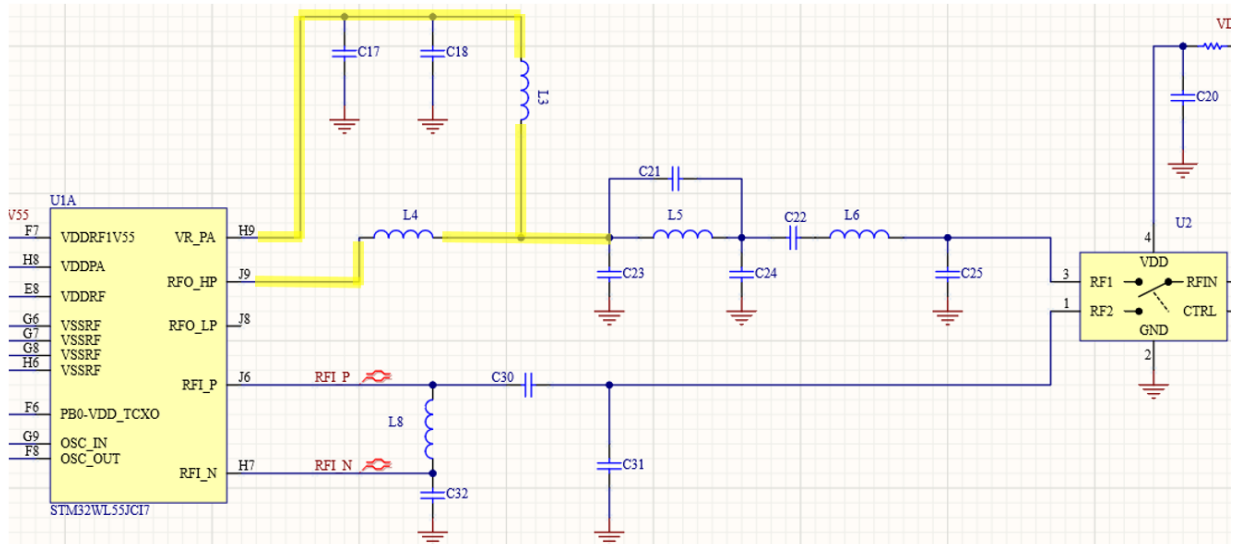 VD
C17
C18
L3
C20
C21
U1A
V55
L4
L5
C22
L6
U2
F7
VDDRF1V55
VR_PA
H9
4
VDD
H8
VDDPA
J9
RFO_HP
C23
C24
C25
3
RF1
RFIN
E8
VDDRF
1
RF2
CTRL
G6
VSSRF
RFO_LP
J8
G7
VSSRF
GND
G8
VSSRF
2
H6
VSSRF
RFI_P
J6
RFI_P
C30
F6
PB0-VDD_TCXO
L8
G9
OSC_IN
F8
OSC_OUT
RFI_N
H7
RFI_N
C31
C32
STM32WL55JCI7